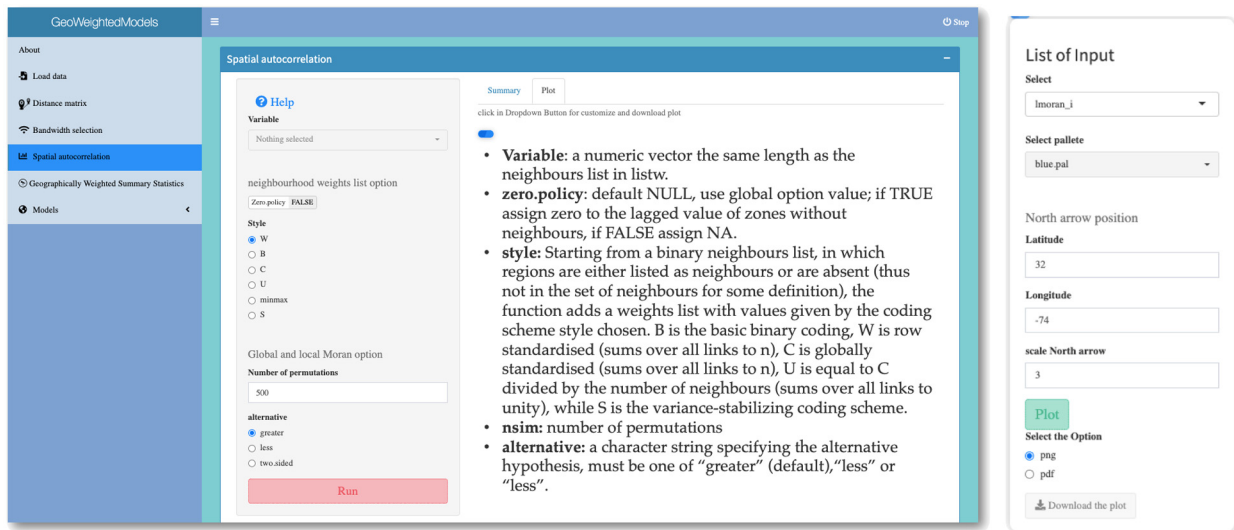 GeoWeightedModels
Stop
About
Load data
Distance matrix
Bandwidth selection
Spatial autocorrelation
Geographically Weighted Summary Statistics
Models
Spatial autocorrelation
Help
Variable
Nothing selected
neighbourhood weights list option
Zero.policy FALSE
Style
W
B
C
U
minmax
S
Global and local Moran option
Number of permutations
500
alternative
greater
less
two.sided
Run
Summary Plot
click in Dropdown Button for customize and download plot
• Variable: a numeric vector the same length as the
neighbours list in listw.
• zero.policy: default NULL, use global option value; if TRUE
assign zero to the lagged value of zones without
neighbours, if FALSE assign NA.
• style: Starting from a binary neighbours list, in which
regions are either listed as neighbours or are absent (thus
not in the set of neighbours for some definition), the
function adds a weights list with values given by the coding
scheme style chosen. B is the basic binary coding, W is row
standardised (sums over all links to n), C is globally
standardised (sums over all links to n), U is equal to C
divided by the number of neighbours (sums over all links to
unity), while S is the variance-stabilizing coding scheme.
• nsim: number of permutations
• alternative: a character string specifying the alternative
hypothesis, must be one of "greater" (default),"less" or
"less".
List of Input
Select
lmoran_i
Select pallete
blue.pal
North arrow position
Latitude
32
Longitude
-74
scale North arrow
3
Plot
Select the Option
png
pdf
Download the plot